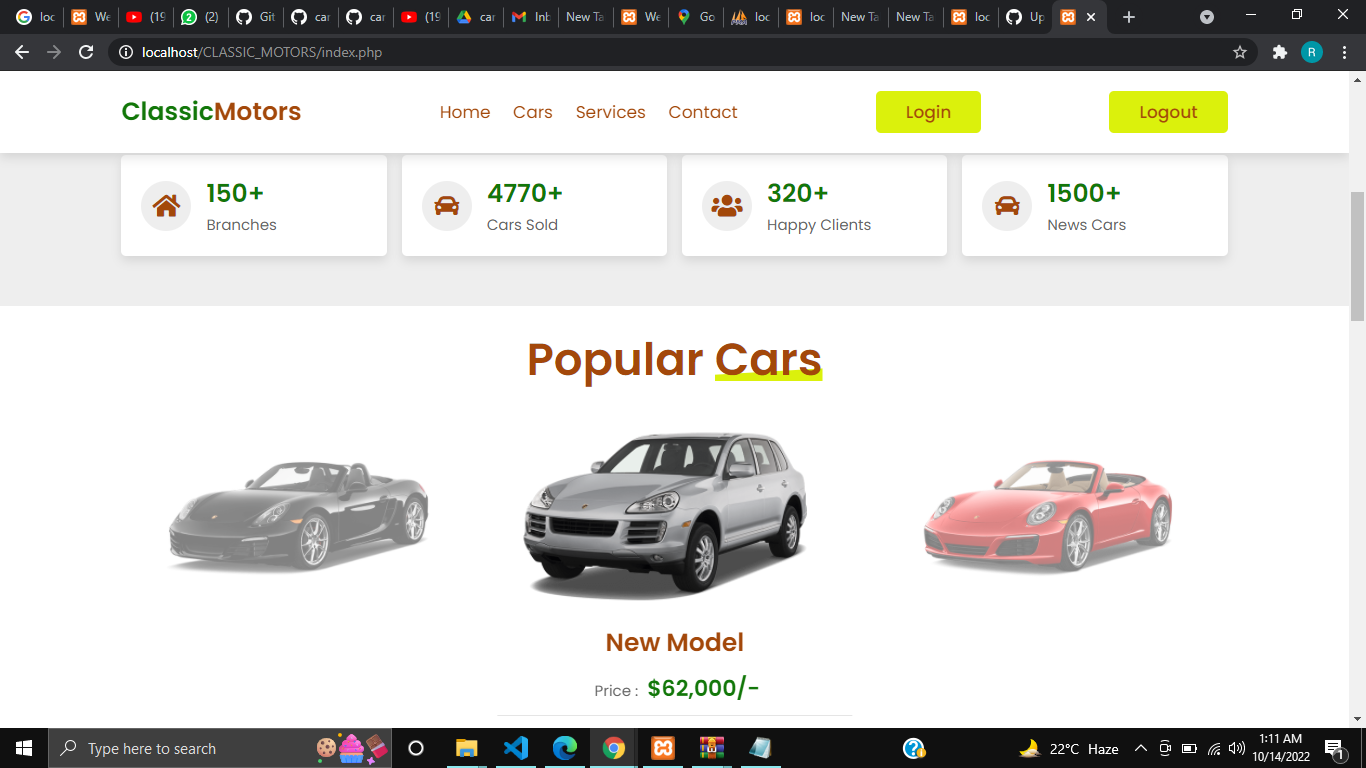 loc
We
(19
(2)
Git
car
car
(19
car
Inb
New Ta
We
Go
loc
loc
New Ta
New Ta
loc
Up
localhost/CLASSIC_MOTORS/index.php
R
ClassicMotors
Home
Cars
Services
Contact
Login
Logout
150+
Branches
4770+
Cars Sold
320+
Happy Clients
1500+
News Cars
Popular Cars
New Model
Price : $62,000/-
Type here to search
22°C Haze
1:11 AM
10/14/2022
1